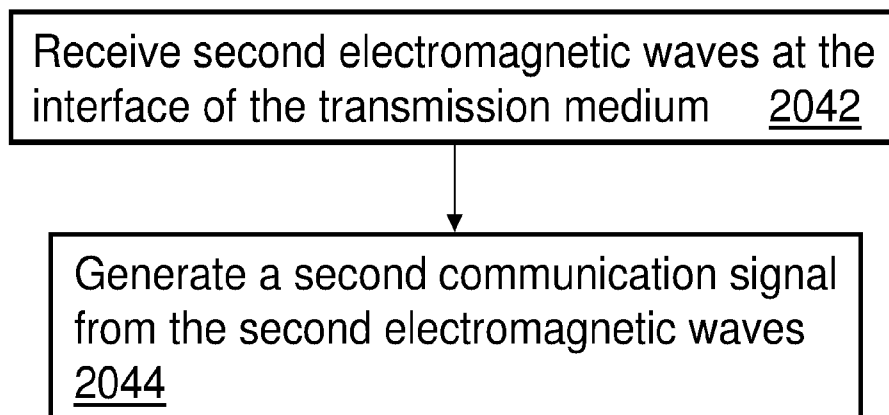 Receive second electromagnetic waves at the
interface of the transmission medium 2042
Generate a second communication signal
from the second electromagnetic waves
2044